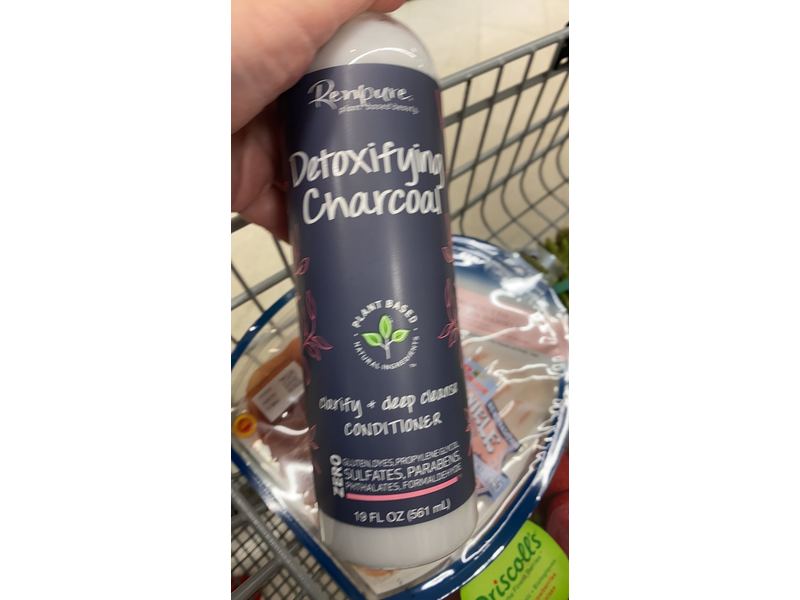 Renpure
plant based beauty
Detoxifying
Charcoal
PLANT BASED
NATURAL INGREDIENTS
clarify + deep cleanse
CONDITIONER
ZERO
GLUTEN, DYES, PROPYLENE GLYCOL
SULFATES, PARABENS,
PHTHALATES, FORMALDEHYDE
19 FL OZ (561 mL)
Driscoll's